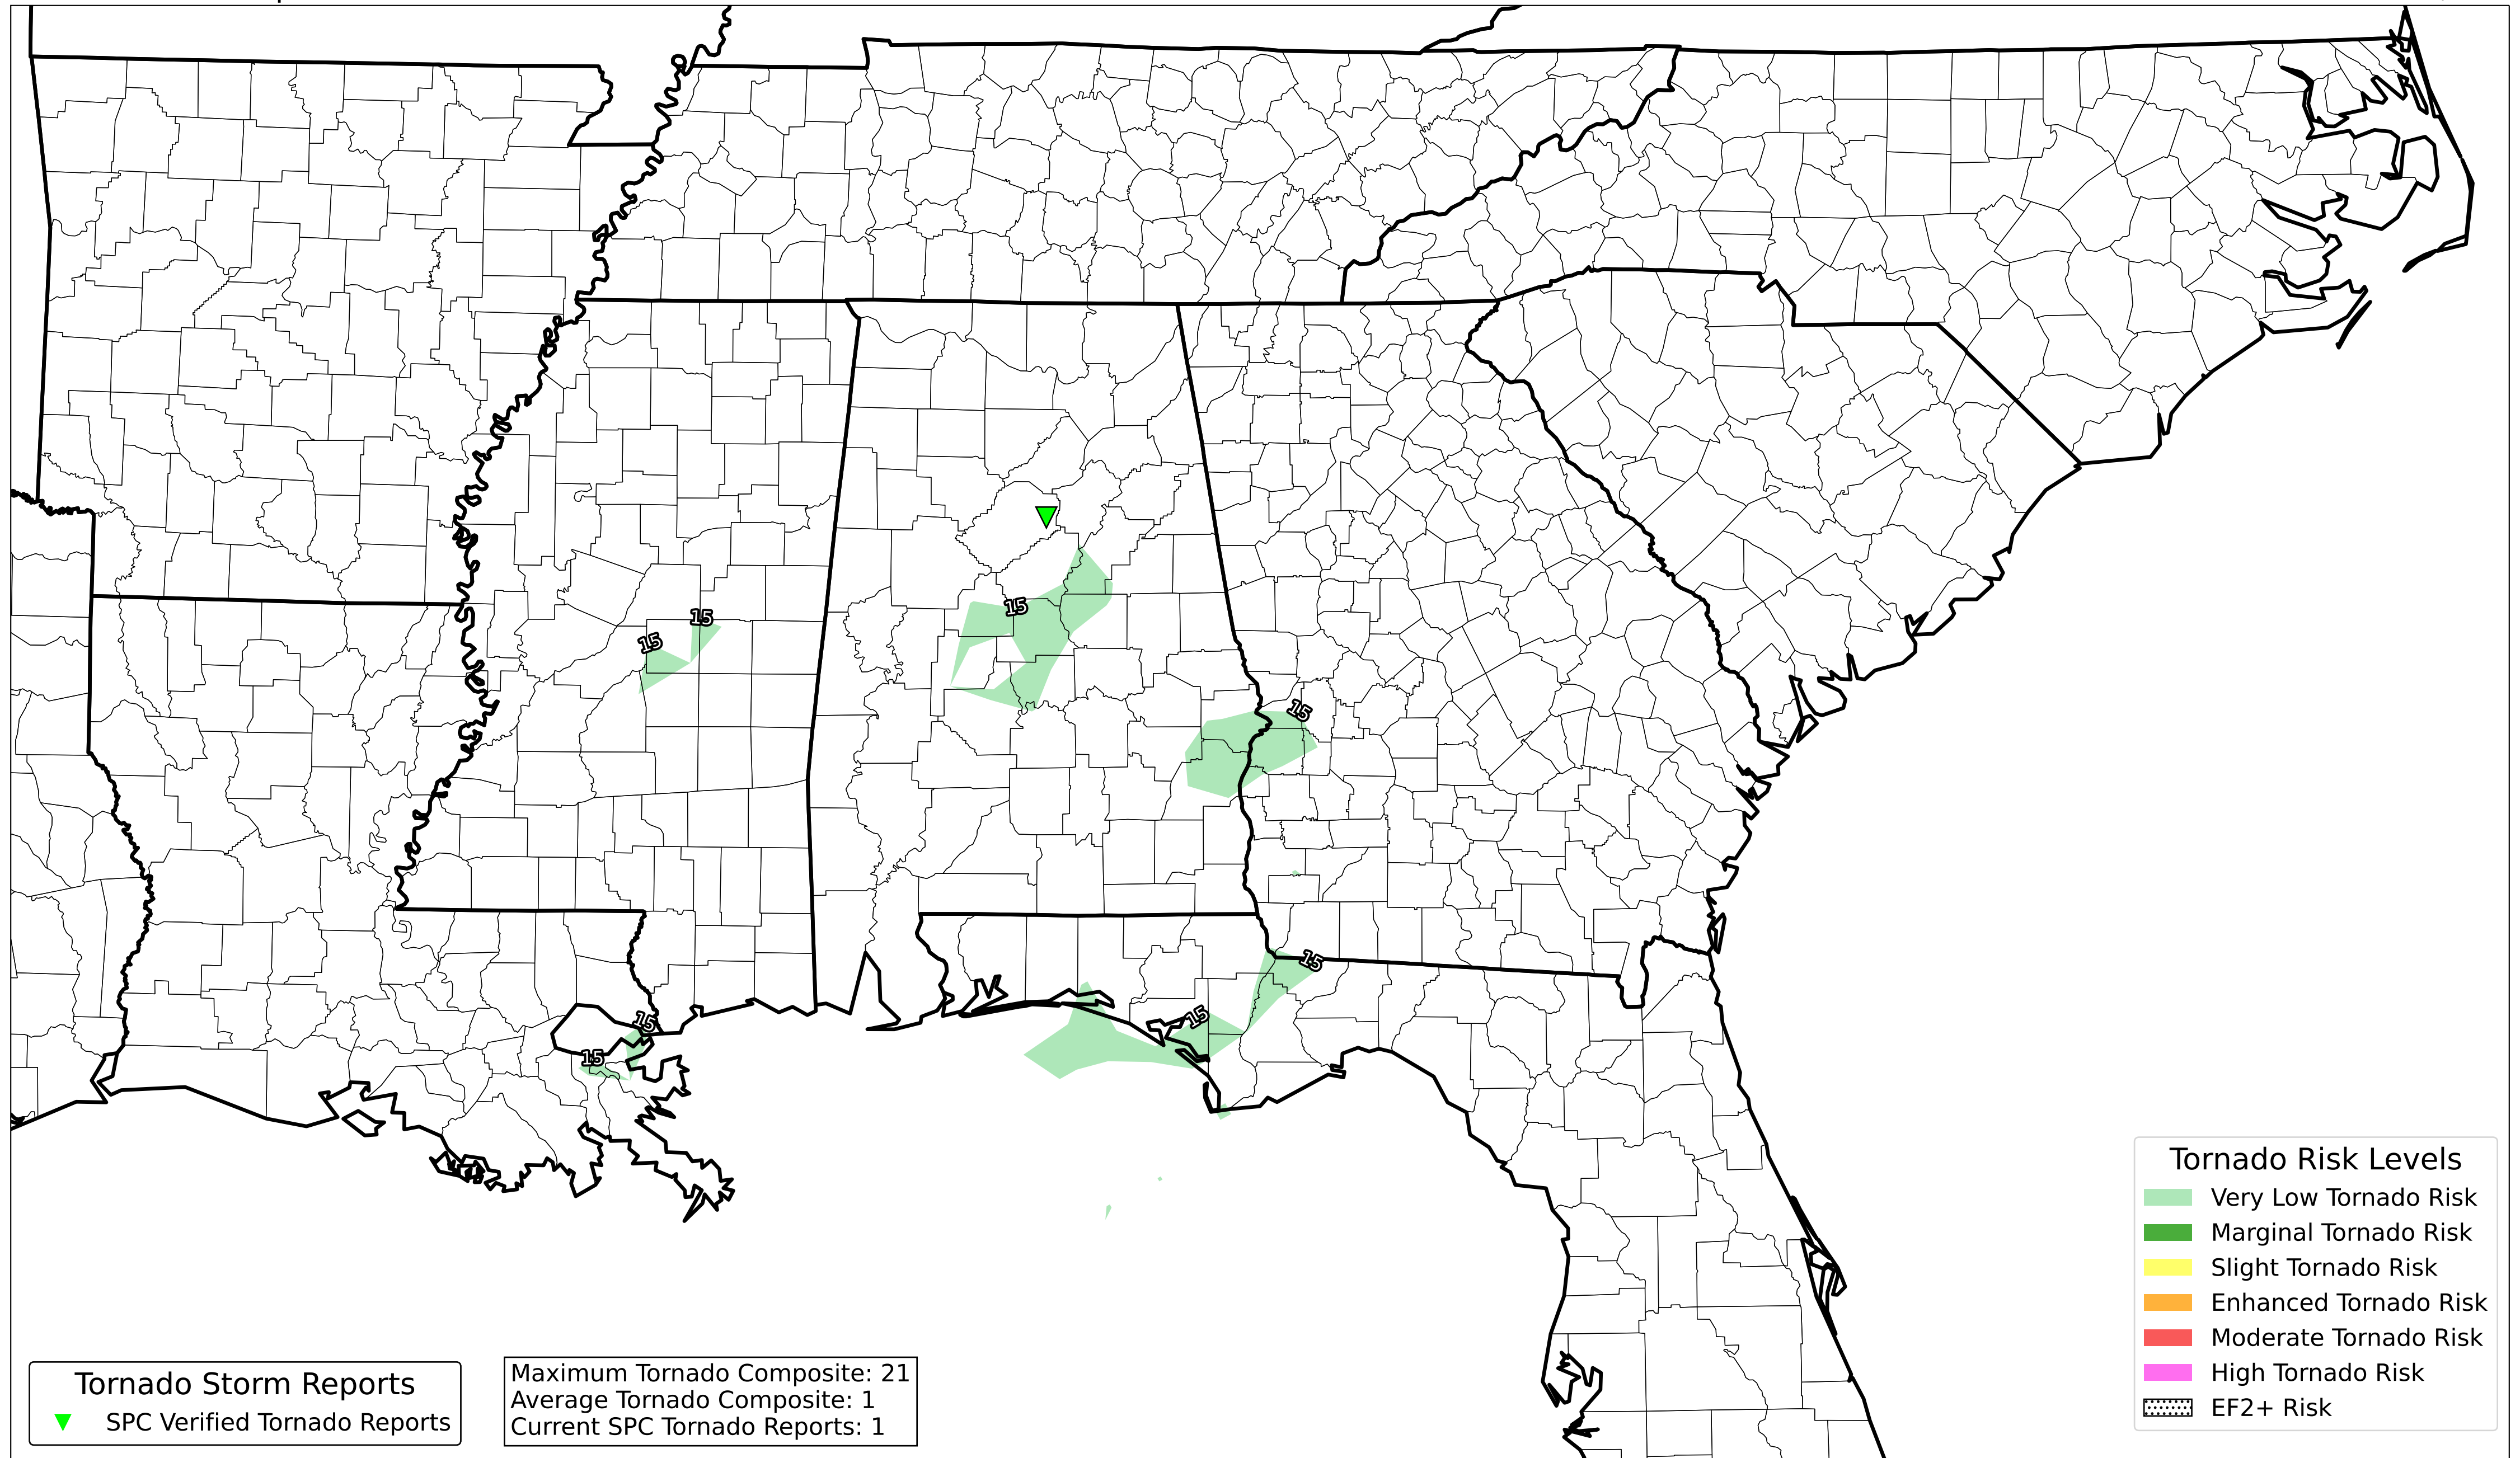 15
15
15
15
15
15
15
15
Tornado Risk Levels
Very Low Tornado Risk
Marginal Tornado Risk
Slight Tornado Risk
Enhanced Tornado Risk
Moderate Tornado Risk
High Tornado Risk
EF2+ Risk
Tornado Storm Reports
SPC Verified Tornado Reports
Maximum Tornado Composite: 21
Average Tornado Composite: 1
Current SPC Tornado Reports: 1